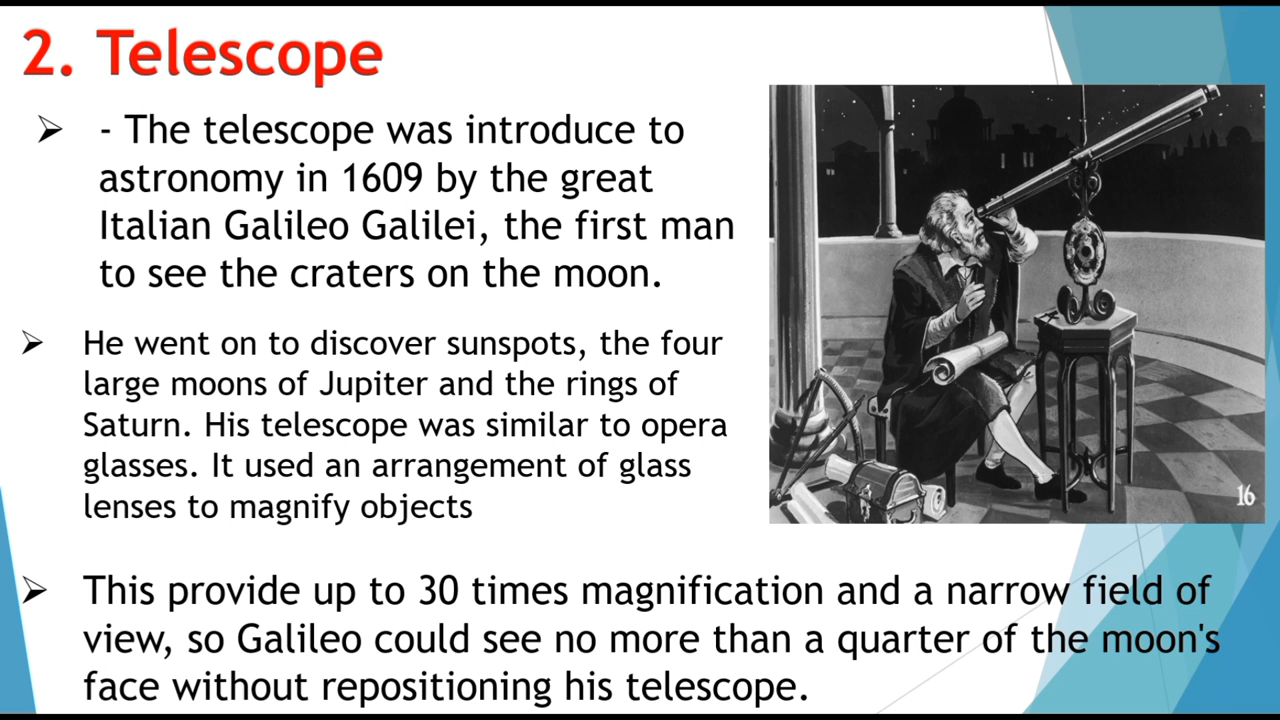 2. Telescope
➢ - The telescope was introduce to
astronomy in 1609 by the great
Italian Galileo Galilei, the first man
to see the craters on the moon.
➢ He went on to discover sunspots, the four
large moons of Jupiter and the rings of
Saturn. His telescope was similar to opera
glasses. It used an arrangement of glass
lenses to magnify objects
16
➢ This provide up to 30 times magnification and a narrow field of
view, so Galileo could see no more than a quarter of the moon's
face without repositioning his telescope.